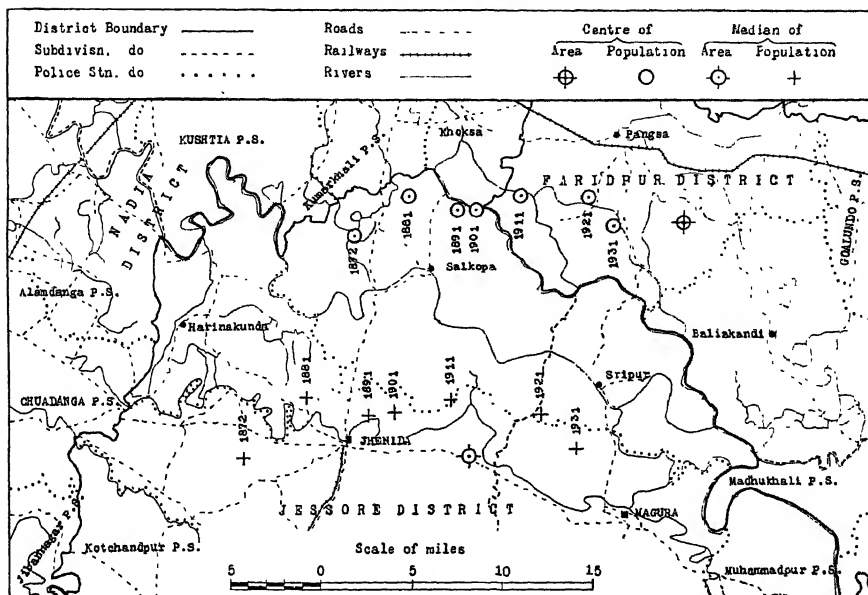 District Boundary Roads Centre of Median of
Subdivisn. do Railways Area Population Area Population
Police Stn. do Rivers
KUSHTIA P.S.
Kumarkhali P.S.
Khoksa
Pangsa
NADIA DISTRICT
FARIDPUR DISTRICT
GOALUNDO P.S.
1872
1881
1891
1901
1911
1921
1931
Salkopa
Alamdanga P.S.
Harinakunda
Baliakandi
Sripur
CHUADANGA P.S.
1872
1881
1891
1901
1911
1921
1931
JHENIDA
JESSORE DISTRICT
MAGURA
Madhukhali P.S.
Jibannagar P.S.
Kotchandpur P.S.
Muhammadpur P.S.
Scale of miles
5 0 5 10 15